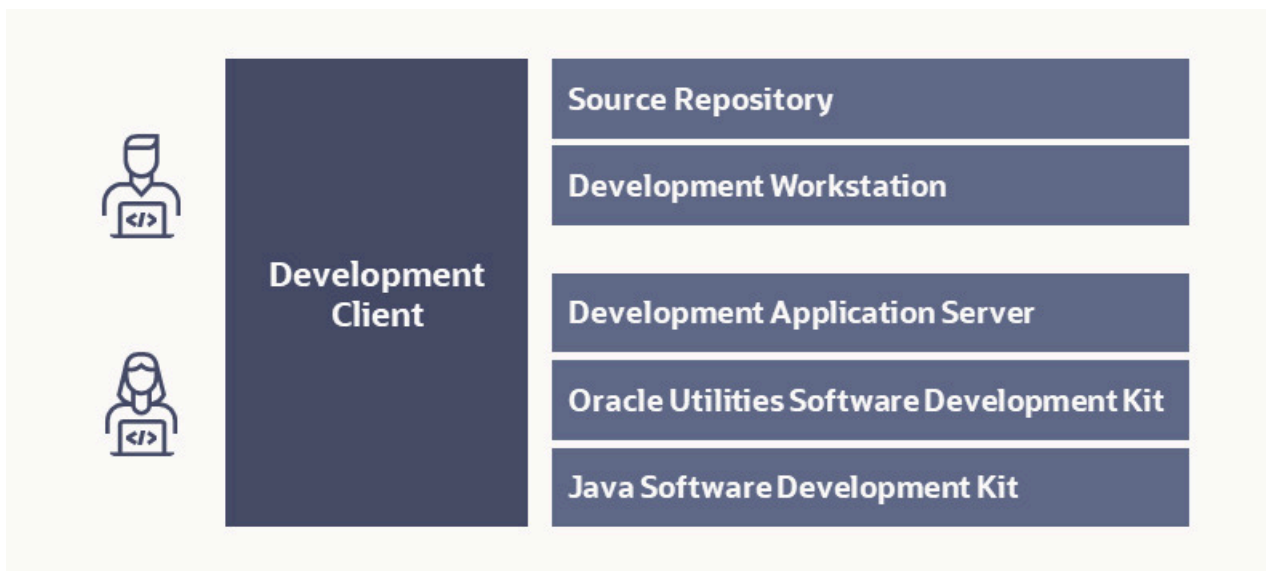 </>
</>
Development
Client
Source Repository
Development Workstation
Development Application Server
Oracle Utilities Software Development Kit
Java Software Development Kit